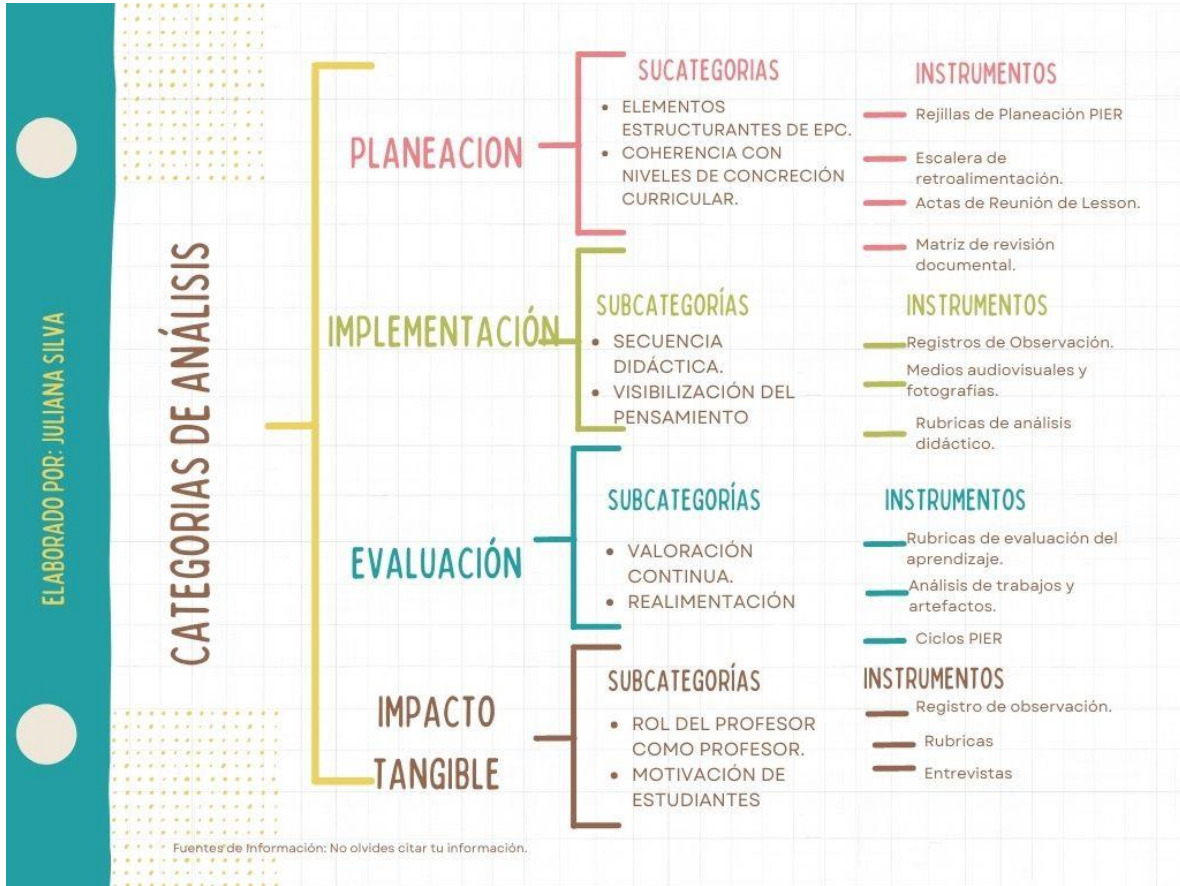 ELABORADO POR: JULIANA SILVA
CATEGORIAS DE ANÁLISIS
PLANEACION
SUCATEGORIAS
• ELEMENTOS
ESTRUCTURANTES DE EPC.
• COHERENCIA CON
NIVELES DE CONCRECIÓN
CURRICULAR.
INSTRUMENTOS
Rejillas de Planeación PIER
Escalera de
retroalimentación.
Actas de Reunión de Lesson.
Matriz de revisión
documental.
IMPLEMENTACIÓN
SUBCATEGORÍAS
• SECUENCIA
DIDÁCTICA.
• VISIBILIZACIÓN DEL
PENSAMIENTO
INSTRUMENTOS
Registros de Observación.
Medios audiovisuales y
fotografías.
Rubricas de análisis
didáctico.
EVALUACIÓN
SUBCATEGORÍAS
• VALORACIÓN
CONTINUA.
• REALIMENTACIÓN
INSTRUMENTOS
Rubricas de evaluación del
aprendizaje.
Análisis de trabajos y
artefactos.
Ciclos PIER
IMPACTO
TANGIBLE
SUBCATEGORÍAS
• ROL DEL PROFESOR
COMO PROFESOR.
• MOTIVACIÓN DE
ESTUDIANTES
INSTRUMENTOS
Registro de observación.
Rubricas
Entrevistas
Fuentes de Información: No olvides citar tu información.